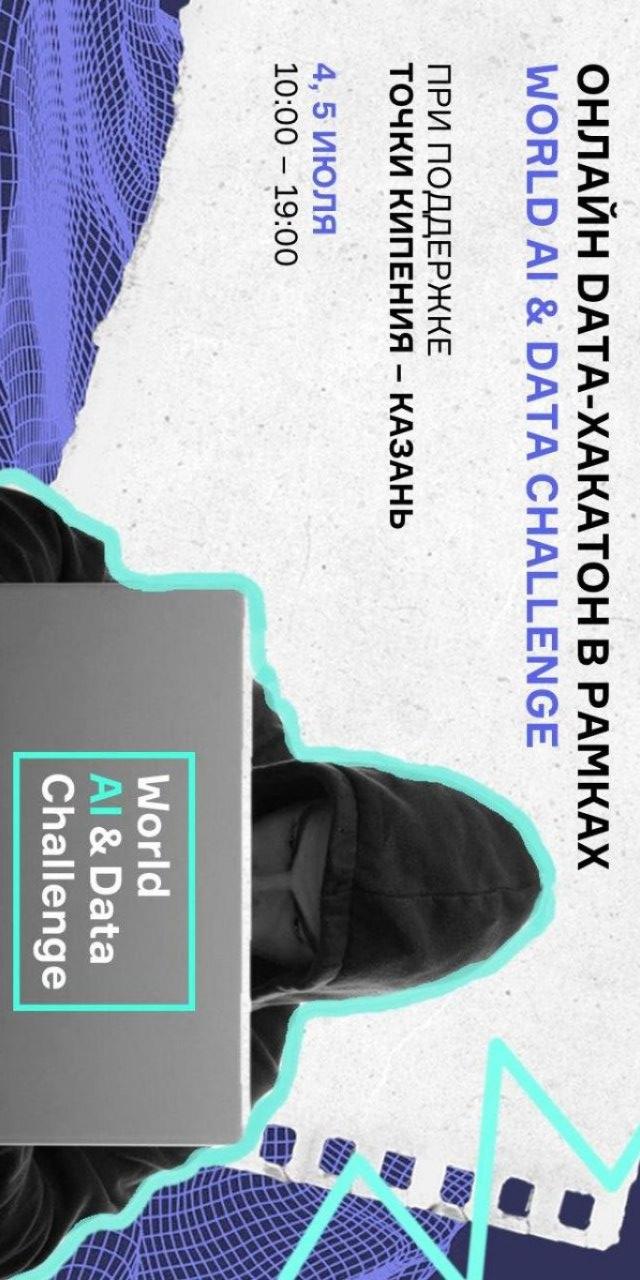 ОНЛАЙН DATA-ХАКАТОН В РАМКАХ
WORLD AI & DATA CHALLENGE
ПРИ ПОДДЕРЖКЕ
ТОЧКИ КИПЕНИЯ – КАЗАНЬ
4, 5 ИЮЛЯ
10:00 – 19:00
World
AI & Data
Challenge